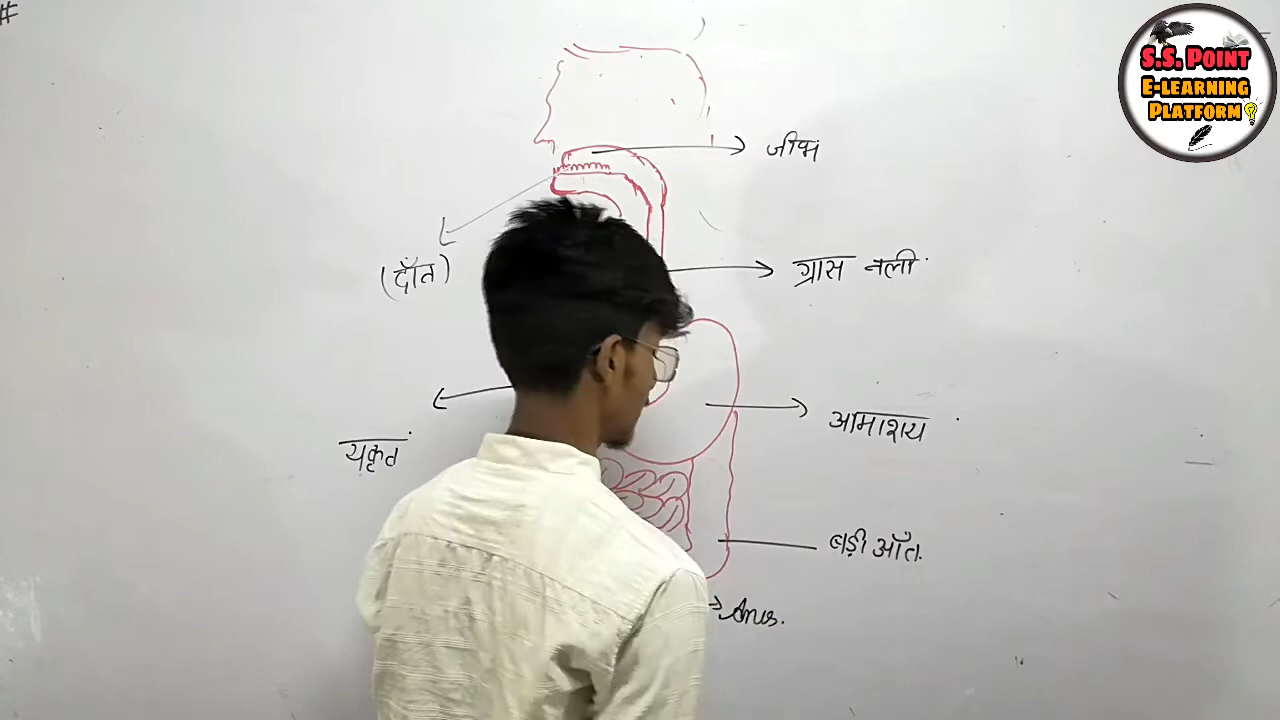 #
S.S. POINT
E-LEARNING
PLATFORM
जीभ
(दाँत)
ग्रास नली
आमाशय
यकृत
बड़ी आँत
Anus.